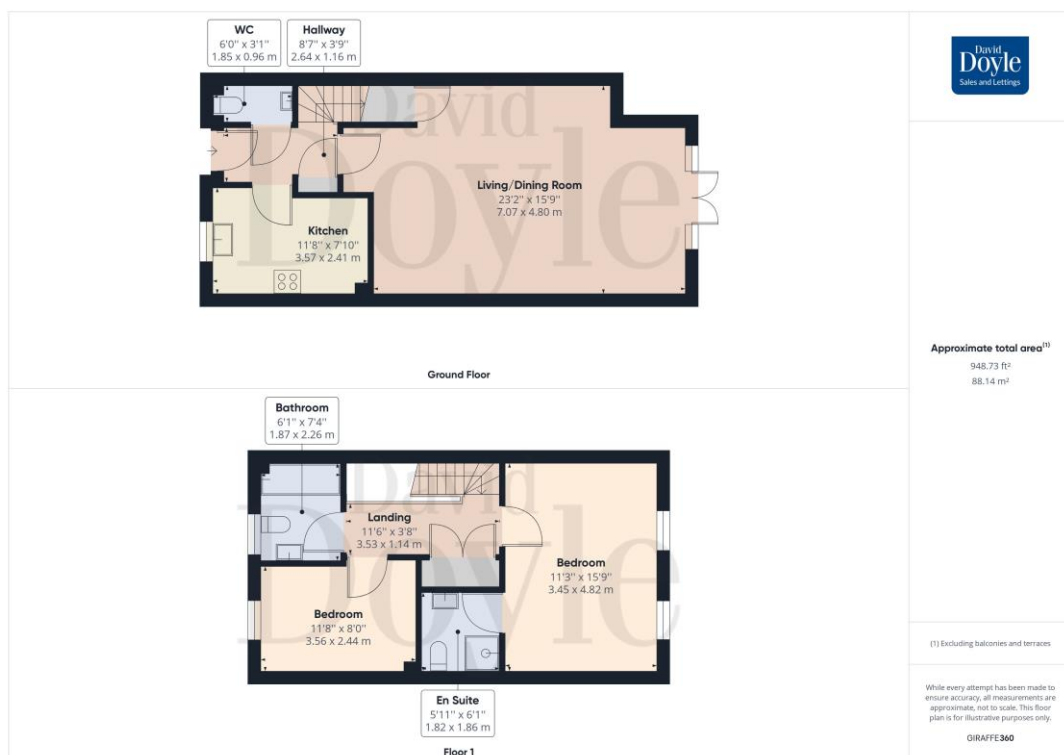 WC
6'0'' x 3'1''
1.85 x 0.96 m
Hallway
8'7'' x 3'9''
2.64 x 1.16 m
David
Doyle
Living/Dining Room
23'2'' x 15'9''
7.07 x 4.80 m
Kitchen
11'8'' x 7'10''
3.57 x 2.41 m
Ground Floor
Bathroom
6'1'' x 7'4''
1.87 x 2.26 m
David
Doyle
Landing
11'6'' x 3'8''
3.53 x 1.14 m
Bedroom
11'3'' x 15'9''
3.45 x 4.82 m
Bedroom
11'8'' x 8'0''
3.56 x 2.44 m
En Suite
5'11'' x 6'1''
1.82 x 1.86 m
Floor 1
David
Doyle
Sales and Lettings
Approximate total area(1)
948.73 ft²
88.14 m²
(1) Excluding balconies and terraces
While every attempt has been made to
ensure accuracy, all measurements are
approximate, not to scale. This floor
plan is for illustrative purposes only.
GIRAFFE360